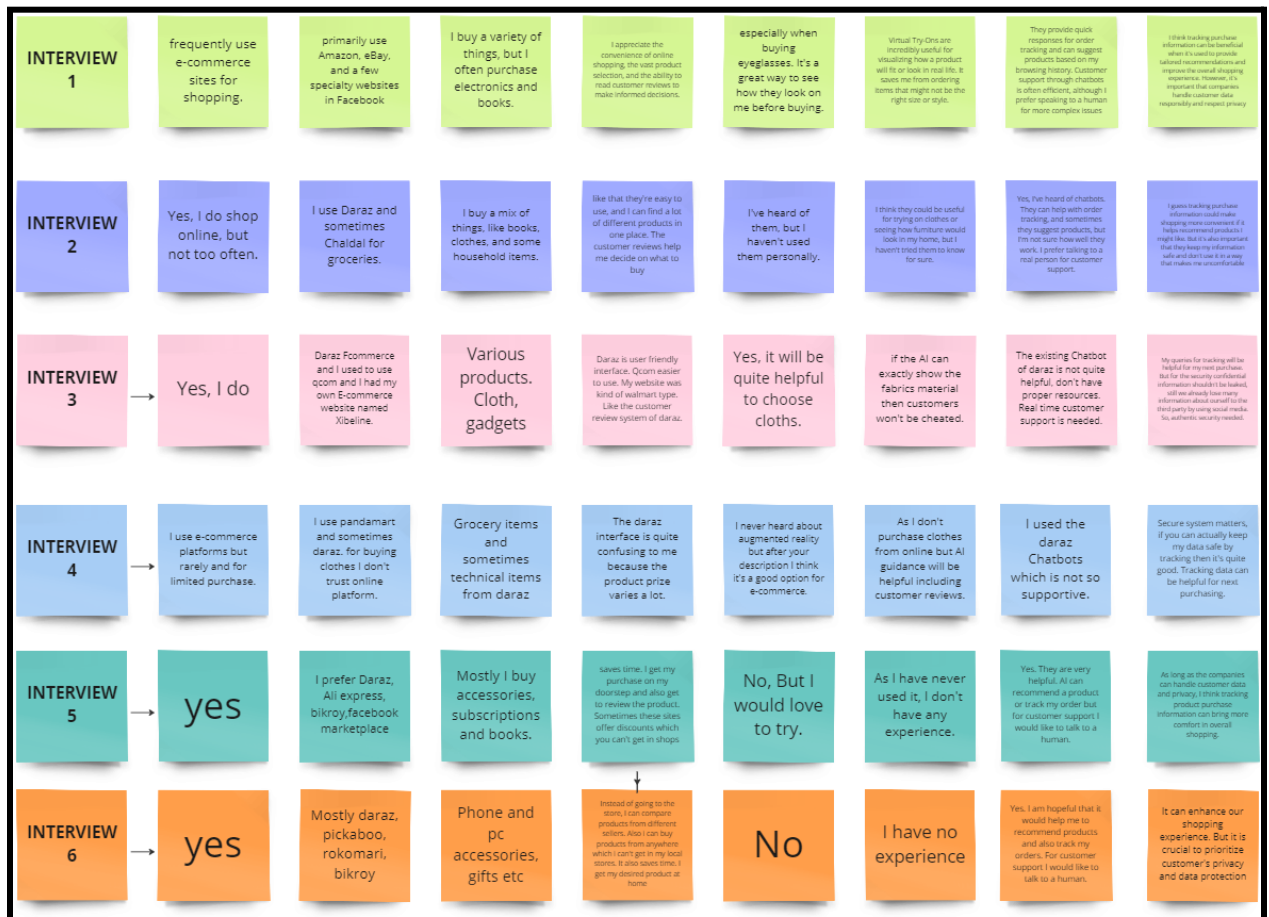 INTERVIEW
1
frequently use
e-commerce
sites for
shopping.
primarily use
Amazon, eBay,
and a few
specialty websites
in Facebook
I buy a variety of
things, but I
often purchase
electronics and
books.
I appreciate the
convenience of online
shopping, the vast product
selection, and the ability to
read customer reviews to
make informed decisions.
especially when
buying
eyeglasses. It's a
great way to see
how they look on
me before buying.
Virtual Try-Ons are
incredibly useful for
visualizing how a product
will fit or look in real life. It
saves me from ordering
items that might not be the
right size or style.
They provide quick
responses for order
tracking and can suggest
products based on my
browsing history. Customer
support through chatbots
is often efficient, although I
prefer speaking to a human
for more complex issues
I think tracking purchase
information can be beneficial
when it's used to provide
tailored recommendations and
improve the overall shopping
experience. However, it's
important that companies
handle customer data
responsibly and respect privacy
INTERVIEW
2
Yes, I do shop
online, but
not too often.
I use Daraz and
sometimes
Chaldal for
groceries.
I buy a mix of
things, like books,
clothes, and some
household items.
like that they're easy to
use, and I can find a lot
of different products in
one place. The
customer reviews help
me decide on what to
buy
I've heard of
them, but I
haven't used
them personally.
I think they could be useful
for trying on clothes or
seeing how furniture would
look in my home, but I
haven't tried them to know
for sure.
Yes, I've heard of chatbots.
They can help with order
tracking, and sometimes
they suggest products, but
I'm not sure how well they
work. I prefer talking to a
real person for customer
support.
I guess tracking purchase
information could make
shopping more convenient if it
helps recommend products I
might like. But it's also important
that they keep my information
safe and don't use it in a way
that makes me uncomfortable
INTERVIEW
3
Yes, I do
Daraz Fcommerce
and I used to use
qcom and I had my
own E-commerce
website named
Xibeline.
Various
products.
Cloth,
gadgets
Daraz is user friendly
interface. Qcom easier
to use. My website was
kind of walmart type.
Like the customer
review system of daraz.
Yes, it will be
quite helpful
to choose
cloths.
if the AI can
exactly show the
fabrics material
then customers
won't be cheated.
The existing Chatbot
of daraz is not quite
helpful, don't have
proper resources.
Real time customer
support is needed.
My queries for tracking will be
helpful for my next purchase.
But for the security confidential
information shouldn't be leaked,
still we already lose many
information about ourself to the
third party by using social media.
So, authentic security needed.
INTERVIEW
4
I use e-commerce
platforms but
rarely and for
limited purchase.
I use pandamart
and sometimes
daraz. for buying
clothes I don't
trust online
platform.
Grocery items
and
sometimes
technical items
from daraz
The daraz
interface is quite
confusing to me
because the
product prize
varies a lot.
I never heard about
augmented reality
but after your
description I think
it's a good option for
e-commerce.
As I don't
purchase clothes
from online but AI
guidance will be
helpful including
customer reviews.
I used the
daraz
Chatbots
which is not so
supportive.
Secure system matters,
if you can actually keep
my data safe by
tracking then it's quite
good. Tracking data can
be helpful for next
purchasing.
INTERVIEW
5
yes
I prefer Daraz,
Ali express,
bikroy,facebook
marketplace
Mostly I buy
accessories,
subscriptions
and books.
saves time. I get my
purchase on my
doorstep and also get
to review the product.
Sometimes these sites
offer discounts which
you can't get in shops
No, But I
would love
to try.
As I have never
used it, I don't
have any
experience.
Yes. They are very
helpful. AI can
recommend a product
or track my order but
for customer support I
would like to talk to a
human.
As long as the companies
can handle customer data
and privacy, I think tracking
product purchase
information can bring more
comfort in overall
shopping.
INTERVIEW
6
yes
Mostly daraz,
pickaboo,
rokomari,
bikroy
Phone and
pc
accessories,
gifts etc
Instead of going to the
store, I can compare
products from different
sellers. Also i can buy
products from anywhere
which i can't get in my local
stores. It also saves time. I
get my desired product at
home
No
I have no
experience
Yes. I am hopeful that it
would help me to
recommend products
and also track my
orders. For customer
support I would like to
talk to a human.
It can enhance our
shopping
experience. But it is
crucial to prioritize
customer's privacy
and data protection